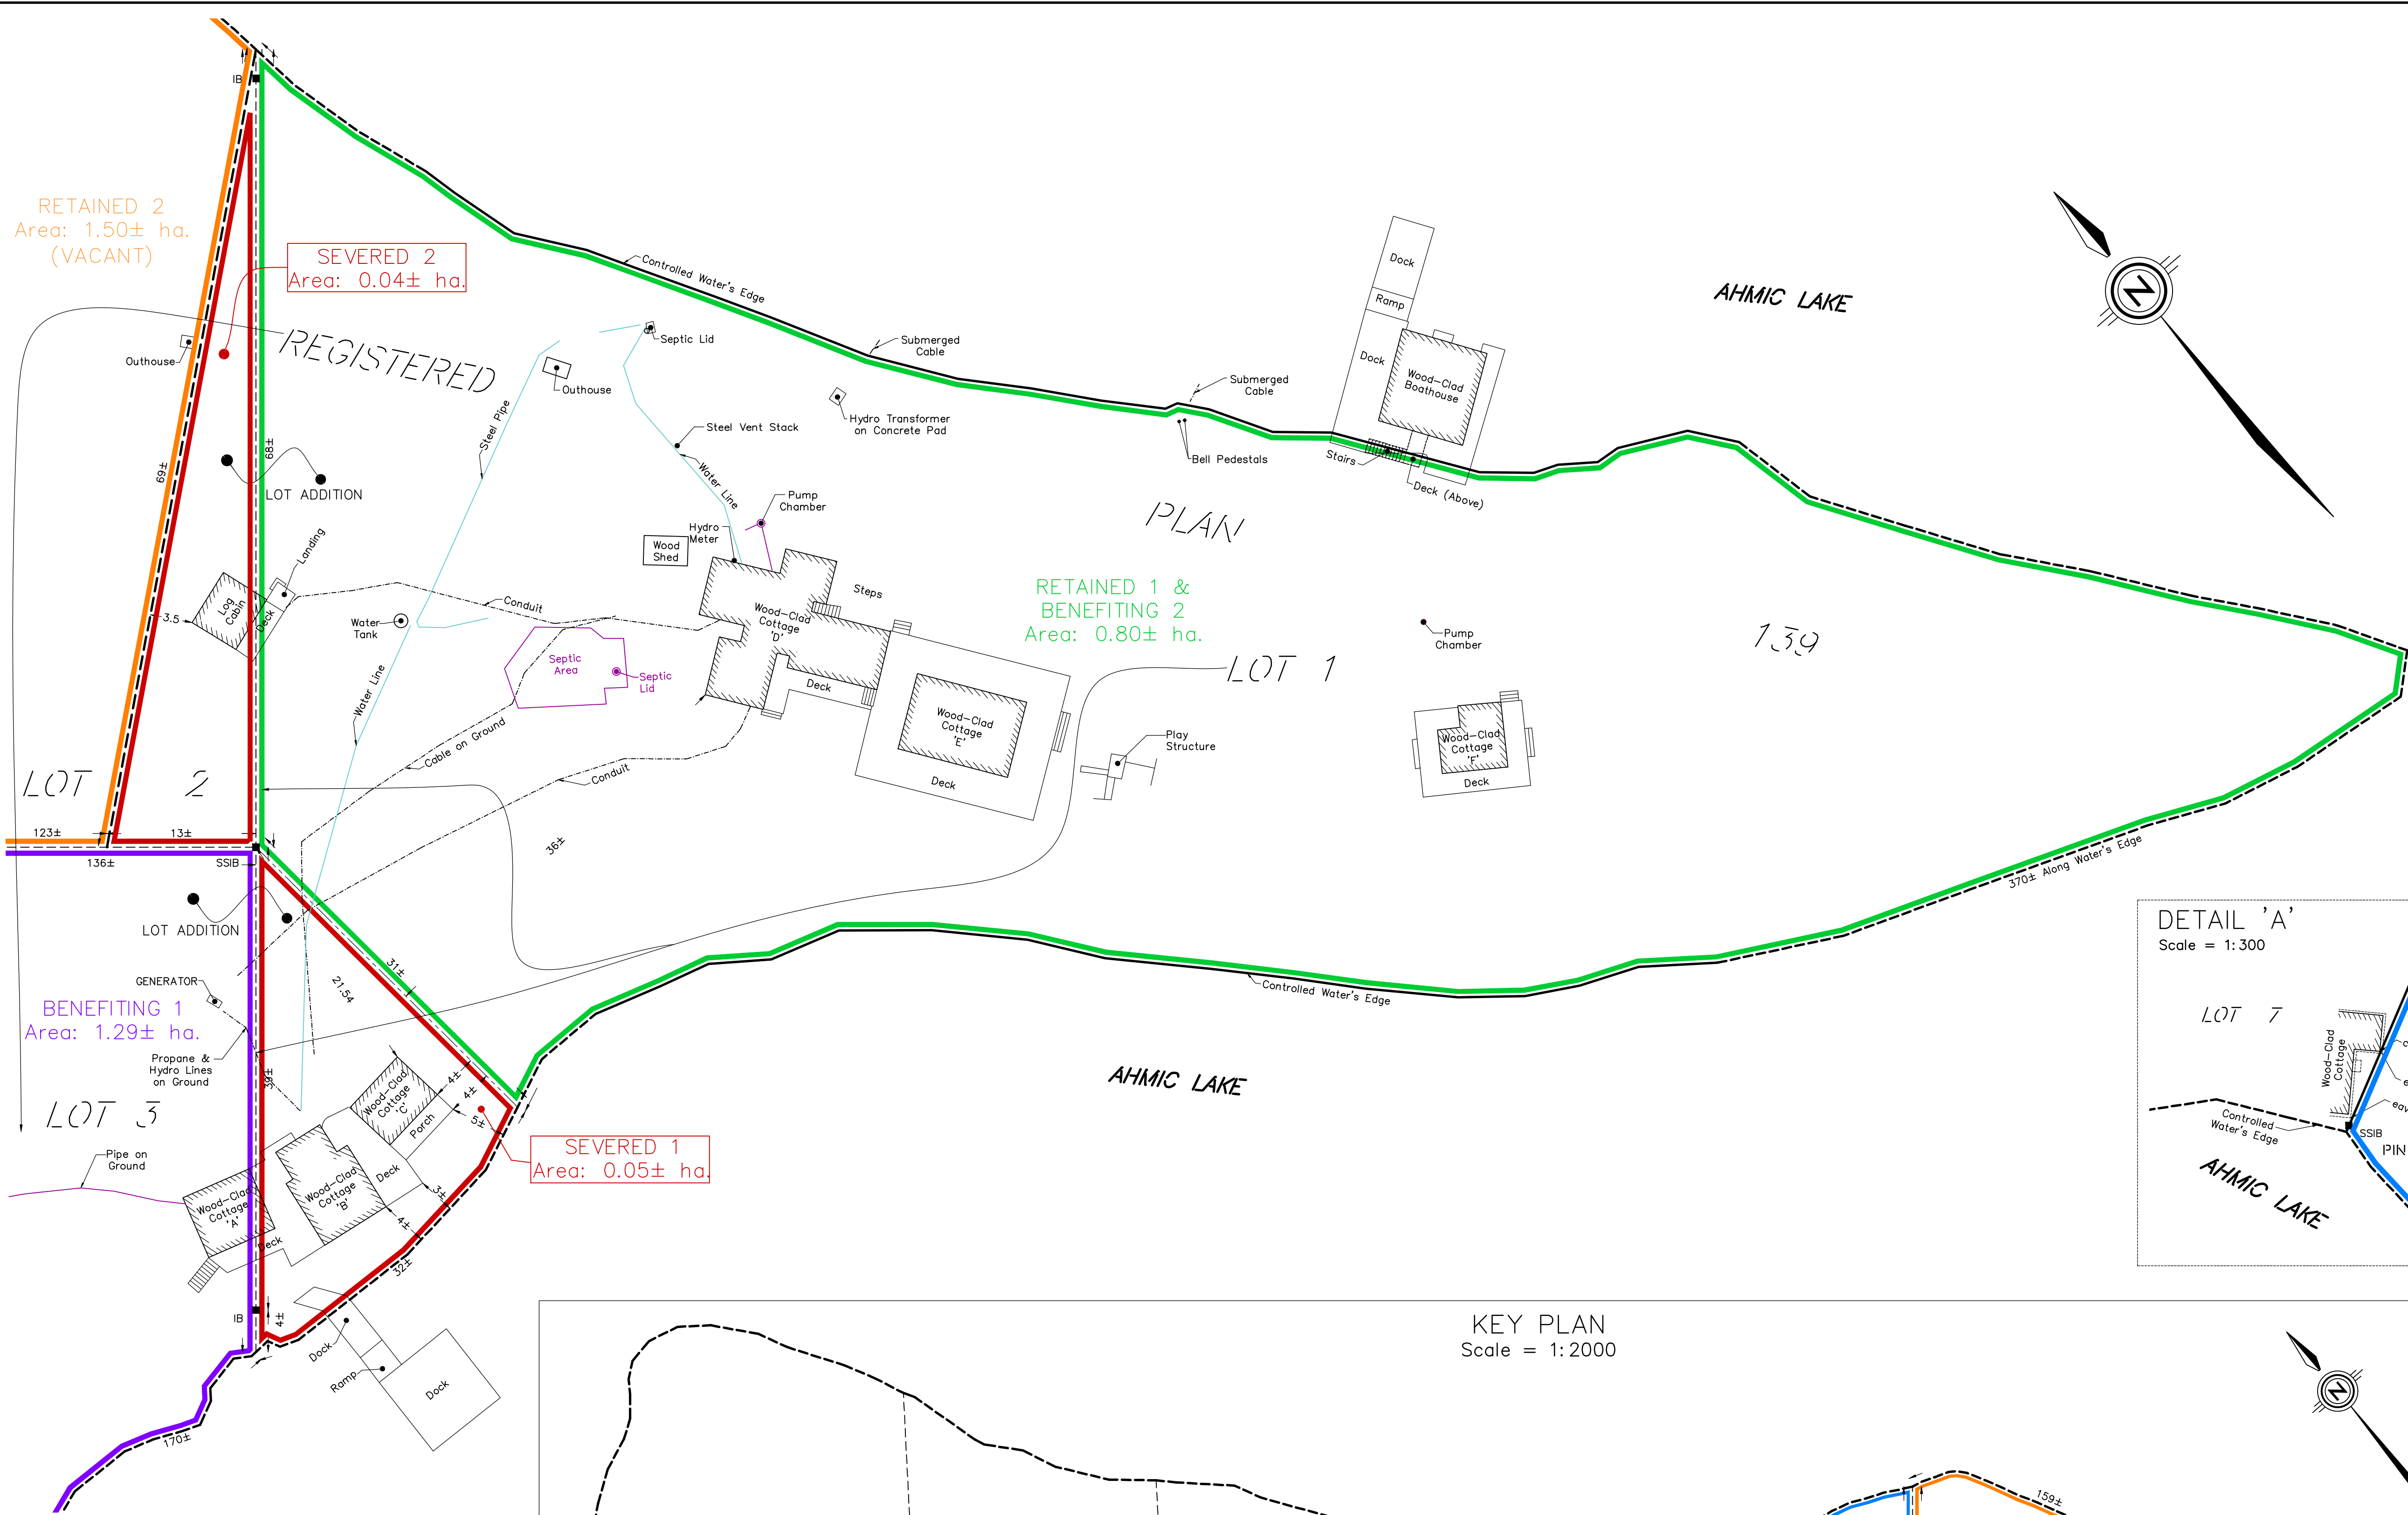 IB
RETAINED 2
Area: 1.50± ha.
(VACANT)
SEVERED 2
Area: 0.04± ha.
Outhouse
REGISTERED
69±
68±
LOT ADDITION
Landing
Log
Cabin
Deck
3.5
LOT 2
123±
13±
136±
SSIB
Controlled Water's Edge
Septic Lid
Outhouse
Steel Pipe
Submerged
Cable
Hydro Transformer
on Concrete Pad
Steel Vent Stack
Water Line
Pump
Chamber
Hydro
Meter
Wood
Shed
Conduit
Water
Tank
Septic
Area
Septic
Lid
Water Line
Cable on Ground
Conduit
36±
Steps
Wood-Clad
Cottage
'D'
Deck
Wood-Clad
Cottage
'E'
Deck
Submerged
Cable
Bell Pedestals
Dock
Ramp
Dock
Wood-Clad
Boathouse
Stairs
Deck (Above)
AHMIC LAKE
N
PLAN
RETAINED 1 &
BENEFITING 2
Area: 0.80± ha.
LOT 1
139
Pump
Chamber
Play
Structure
Wood-Clad
Cottage
'F'
Deck
370± Along Water's Edge
Controlled Water's Edge
AHMIC LAKE
LOT ADDITION
GENERATOR
BENEFITING 1
Area: 1.29± ha.
Propane &
Hydro Lines
on Ground
39±
LOT 3
Pipe on
Ground
31±
21.54
Wood-Clad
Cottage
'C'
Porch
4±
4±
5±
SEVERED 1
Area: 0.05± ha.
Wood-Clad
Cottage
'B'
Deck
3±
4±
Wood-Clad
Cottage
'A'
Deck
32±
IB
4±
Dock
Ramp
Dock
170±
DETAIL 'A'
Scale = 1:300
LOT 7
Wood-Clad
Cottage
Controlled
Water's Edge
SSIB
PIN
AHMIC LAKE
KEY PLAN
Scale = 1:2000
N
159±